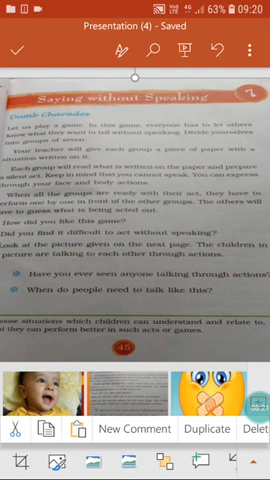 63% 09:20
Presentation (4) - Saved
7
Saying without Speaking
Dumb Charades
Let us play a game. In this game, everyone has to let others
know what they want to tell without speaking. Decide yourselves
into groups of seven.
Your teacher will give each group a piece of paper with a
situation written on it.
Each group will read what is written on the paper and prepare
silent act. Keep in mind that you cannot speak. You can express
through your face and body actions.
When all the groups are ready with their act, they have to
perform one by one in front of the other groups. The others will
have to guess what is being acted out.
How did you like this game?
Did you find it difficult to act without speaking?
Look at the picture given on the next page. The children in
picture are talking to each other through actions.
Have you ever seen anyone talking through actions?
When do people need to talk like this?
oose situations which children can understand and relate to,
t they can perform better in such acts or games.
45
New Comment Duplicate Delet